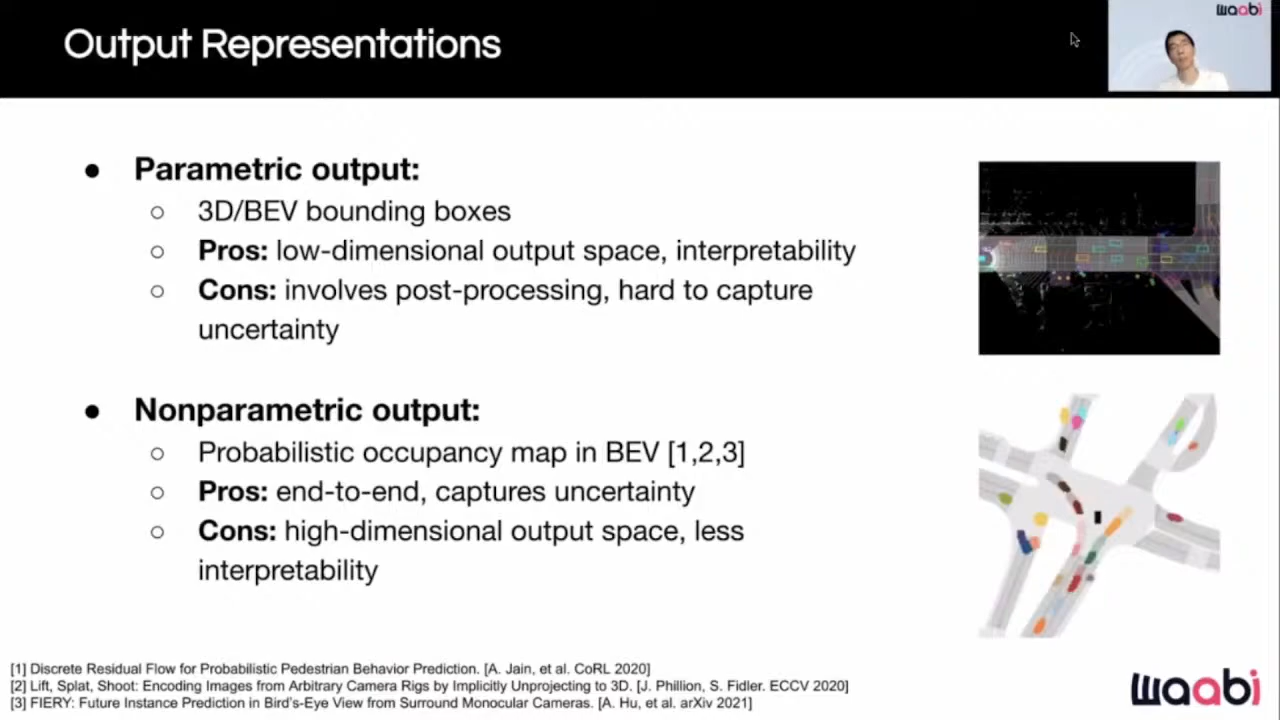 waabi
Output Representations
● Parametric output:
○ 3D/BEV bounding boxes
○ Pros: low-dimensional output space, interpretability
○ Cons: involves post-processing, hard to capture
uncertainty
● Nonparametric output:
○ Probabilistic occupancy map in BEV [1,2,3]
○ Pros: end-to-end, captures uncertainty
○ Cons: high-dimensional output space, less
interpretability
[1] Discrete Residual Flow for Probabilistic Pedestrian Behavior Prediction. [A. Jain, et al. CoRL 2020]
[2] Lift, Splat, Shoot: Encoding Images from Arbitrary Camera Rigs by Implicitly Unprojecting to 3D. [J. Phillion, S. Fidler. ECCV 2020]
[3] FIERY: Future Instance Prediction in Bird's-Eye View from Surround Monocular Cameras. [A. Hu, et al. arXiv 2021]
waabi